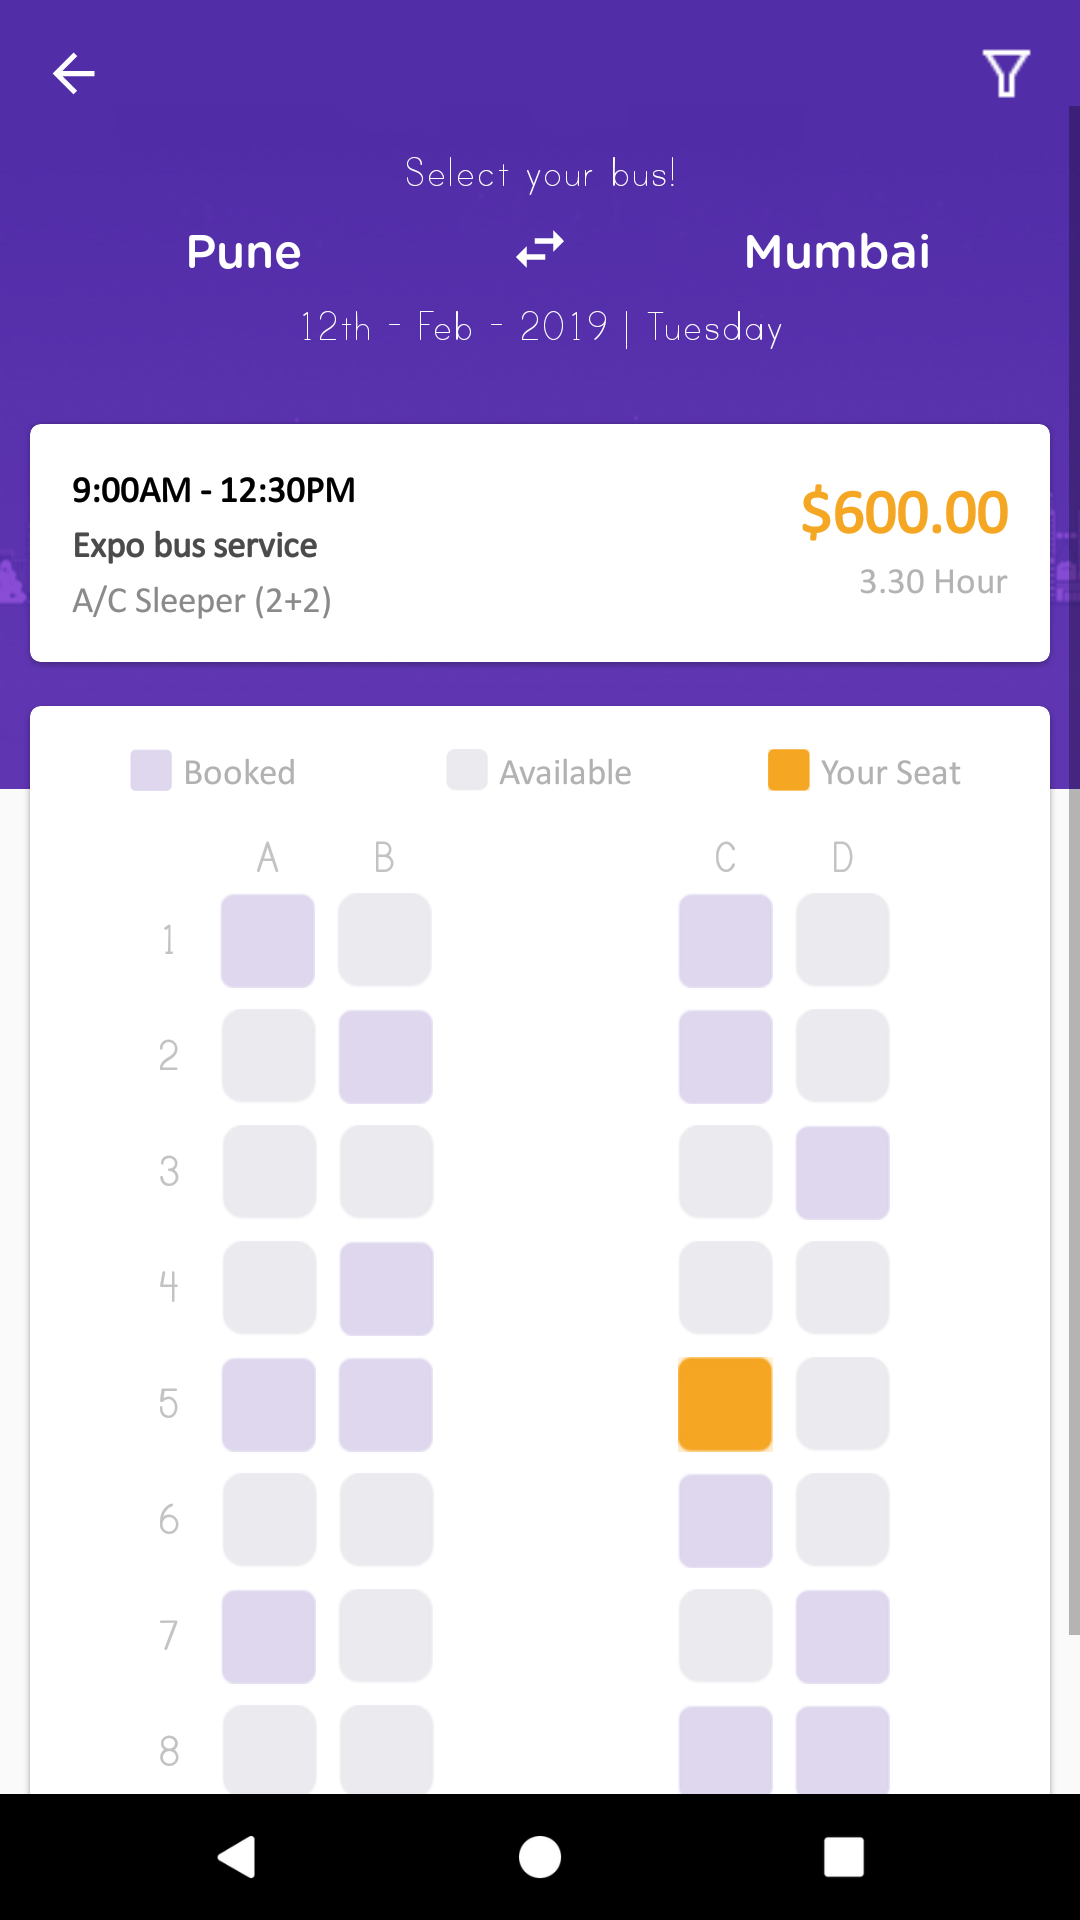 Select your bus!
Pune Mumbai
12th - Feb - 2019 | Tuesday
9:00AM - 12:30PM
$600.00
Expo bus service
3.30 Hour
A/C Sleeper (2+2)
Booked Available Your Seat
A B C D
1
2
3
4
5
6
7
8